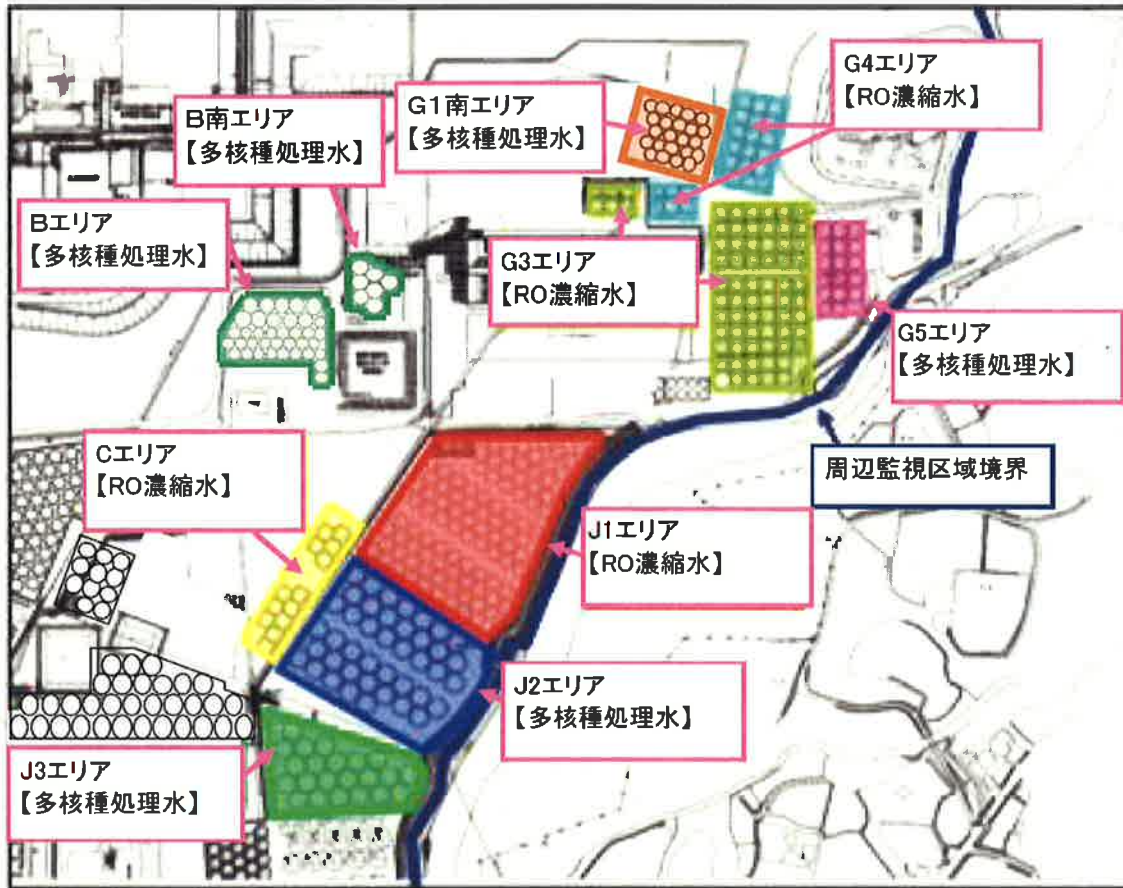 G4エリア
【RO濃縮水】
G1南エリア
【多核種処理水】
B南エリア
【多核種処理水】
Bエリア
【多核種処理水】
G3エリア
【RO濃縮水】
G5エリア
【多核種処理水】
周辺監視区域境界
Cエリア
【RO濃縮水】
J1エリア
【RO濃縮水】
J2エリア
【多核種処理水】
J3エリア
【多核種処理水】